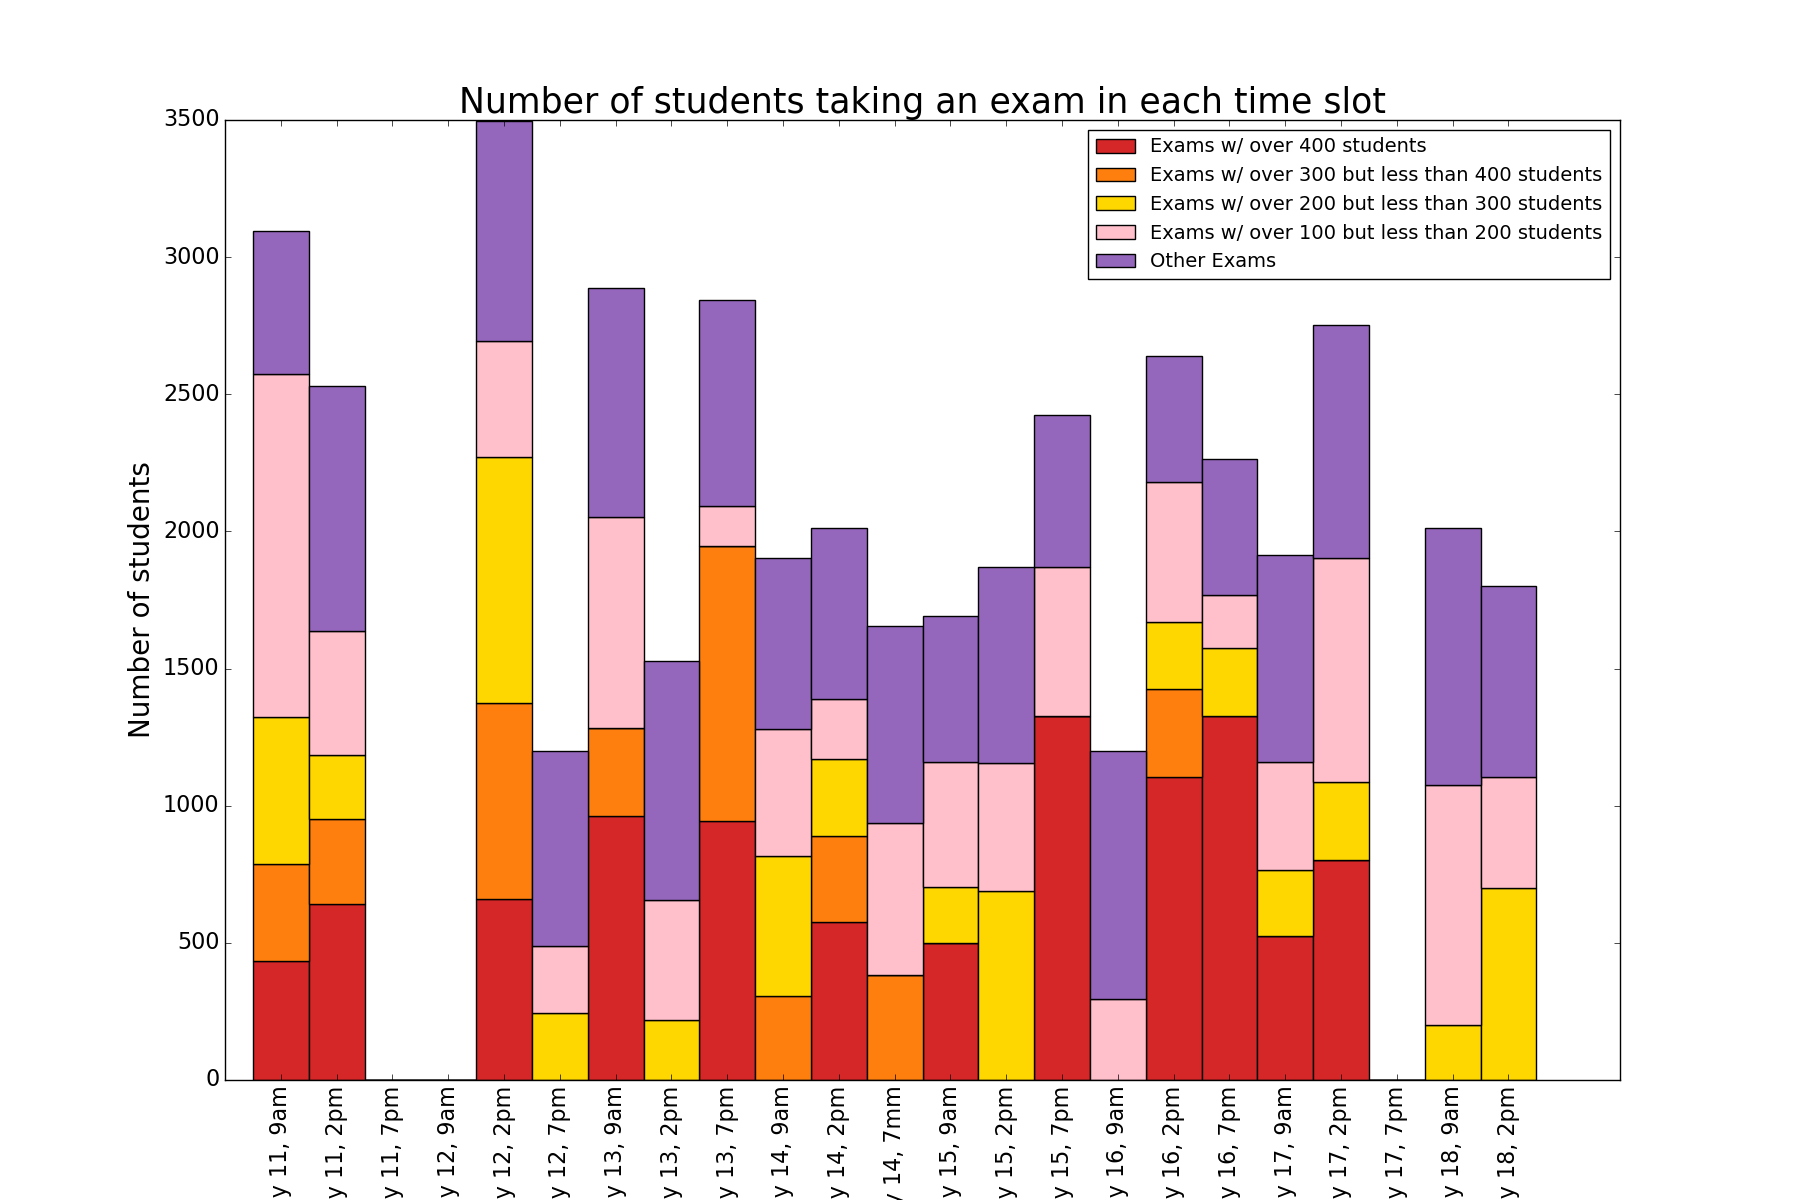 Number of students taking an exam in each time slot
Exams w/ over 400 students
Exams w/ over 300 but less than 400 students
Exams w/ over 200 but less than 300 students
Exams w/ over 100 but less than 200 students
Other Exams
Number of students
3500
3000
2500
2000
1500
1000
500
0
y 11, 9am
y 11, 2pm
y 11, 7pm
y 12, 9am
y 12, 2pm
y 12, 7pm
y 13, 9am
y 13, 2pm
y 13, 7pm
y 14, 9am
y 14, 2pm
y 14, 7mm
y 15, 9am
y 15, 2pm
y 15, 7pm
y 16, 9am
y 16, 2pm
y 16, 7pm
y 17, 9am
y 17, 2pm
y 17, 7pm
y 18, 9am
y 18, 2pm